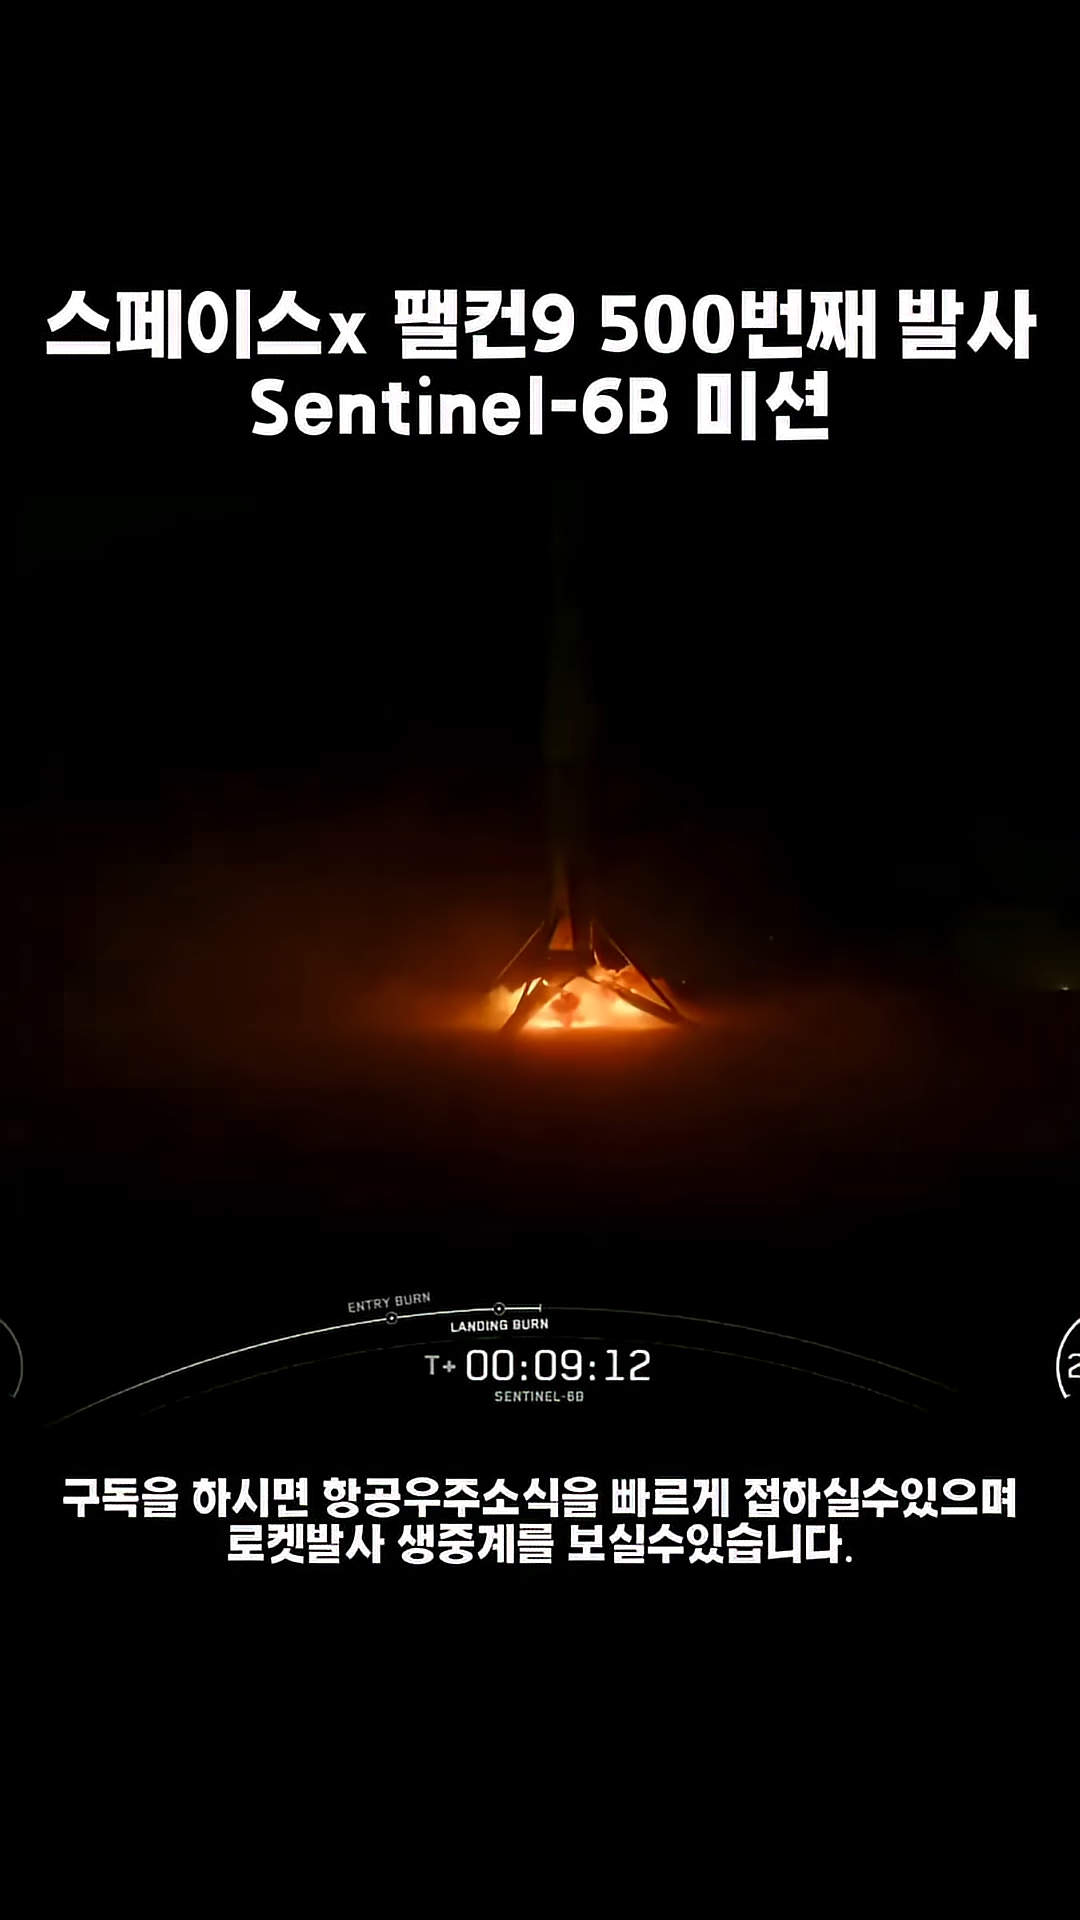 스페이스x 팰컨9 500번째 발사
Sentinel-6B 미션
ENTRY BURN
LANDING BURN
T+ 00:09:12
SENTINEL-6B
구독을 하시면 항공우주소식을 빠르게 접하실수있으며
로켓발사 생중계를 보실수있습니다.